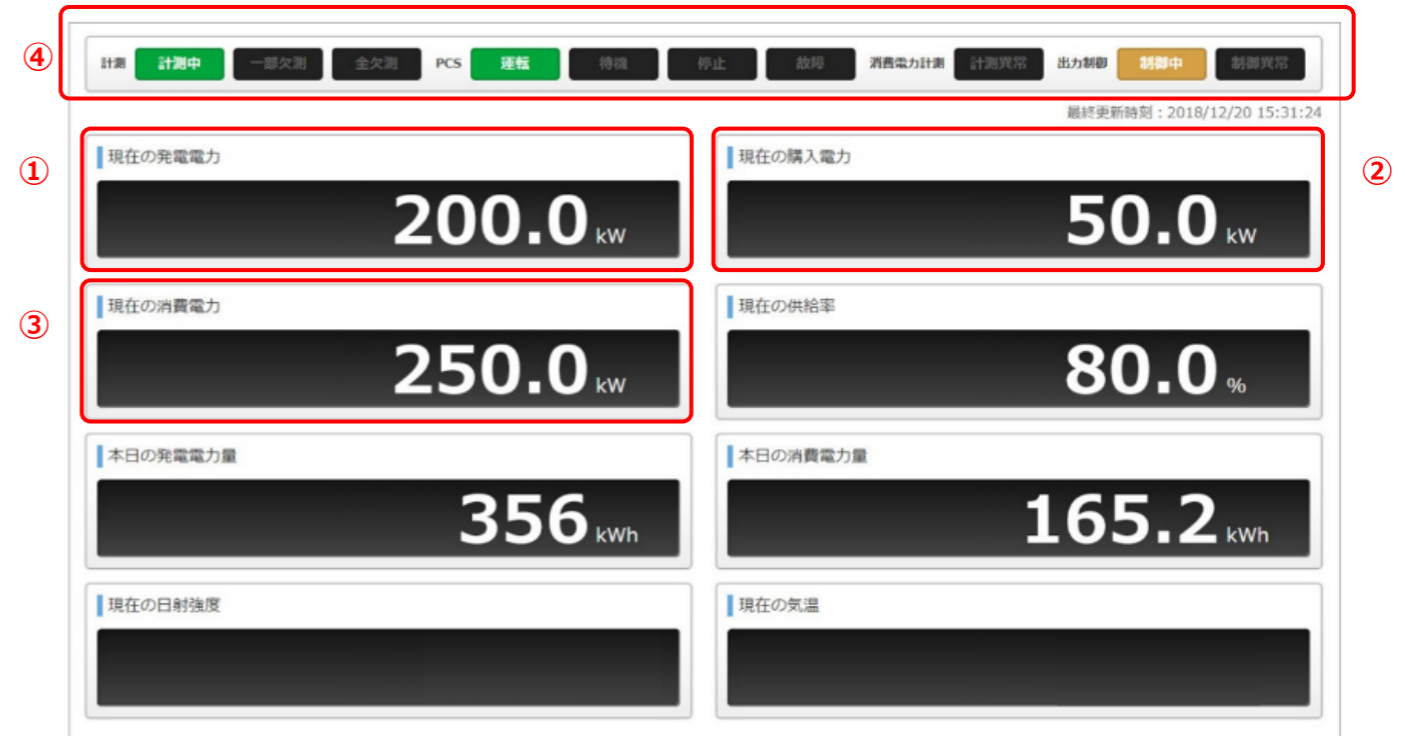 ④
計測 計測中 一部欠測 全欠測 PCS 運転 待機 停止 故障 消費電力計測 計測異常 出力制御 制御中 制御異常
最終更新時刻：2018/12/20 15:31:24
①
現在の発電電力
200.0 kW
現在の購入電力
50.0 kW
②
③
現在の消費電力
250.0 kW
現在の供給率
80.0 %
本日の発電電力量
356 kWh
本日の消費電力量
165.2 kWh
現在の日射強度
現在の気温